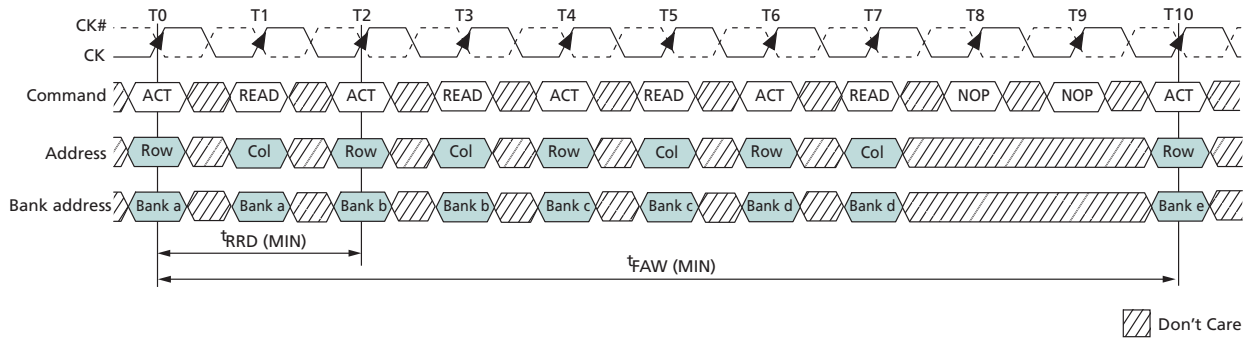 T0 T1 T2 T3 T4 T5 T6 T7 T8 T9 T10
CK#
CK
Command ACT READ ACT READ ACT READ ACT READ NOP NOP ACT
Address Row Col Row Col Row Col Row Col Row
Bank address Bank a Bank a Bank b Bank b Bank c Bank c Bank d Bank d Bank e
tRRD (MIN)
tFAW (MIN)
Don't Care